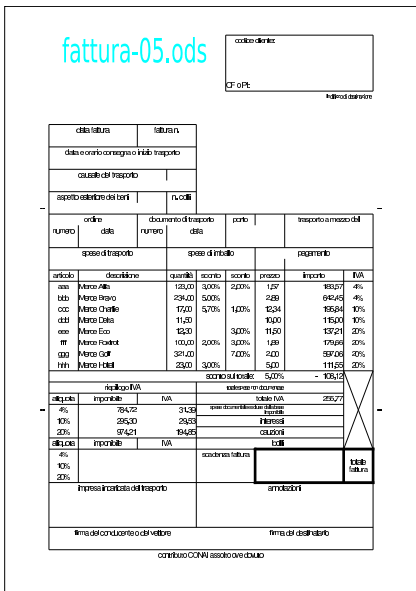 fattura-05.ods
codice cliente:
CF o PI:
Indirizzo di destinazione
data fattura fattura n.
data e orario consegna o inizio trasporto
causale del trasporto
aspetto esteriore dei beni n. colli
ordine documento di trasporto porto trasporto a mezzo del
numero data numero data
spese di trasporto spese di imballo pagamento
articolo descrizione quantità sconto sconto prezzo importo IVA
aaa Merce Alfa 123,00 3,00% 2,00% 1,57 183,57 4%
bbb Merce Bravo 234,00 5,00% 2,89 642,45 4%
ccc Merce Charlie 17,00 5,70% 1,00% 12,34 195,84 10%
ddd Merce Delta 11,50 10,00 115,00 10%
eee Merce Eco 12,30 3,00% 11,50 137,21 20%
fff Merce Foxtrot 100,00 2,00% 3,00% 1,89 179,66 20%
ggg Merce Golf 321,00 7,00% 2,00 597,06 20%
hhh Merce Hotel 23,00 3,00% 5,00 111,55 20%
sconto sul totale: 5,00% - 108,12
riepilogo IVA
aliquota imponibile IVA totale IVA 255,77
4% 784,72 31,39
10% 295,30 29,53 interessi
20% 974,21 194,85 cauzioni
aliquota imponibile IVA bolli
4% scadenza fattura
10% totale
20% fattura
impresa incaricata del trasporto annotazioni
firma del conducente o del vettore firma del destinatario
contributo CONAI assolto ove dovuto